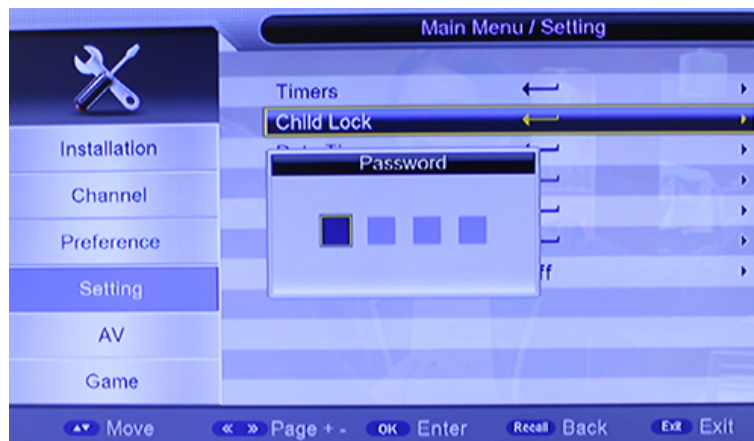 Main Menu / Setting
Timers
Child Lock
Password
ff
Installation
Channel
Preference
Setting
AV
Game
Move
Page + -
OK Enter
Recall Back
Exit Exit